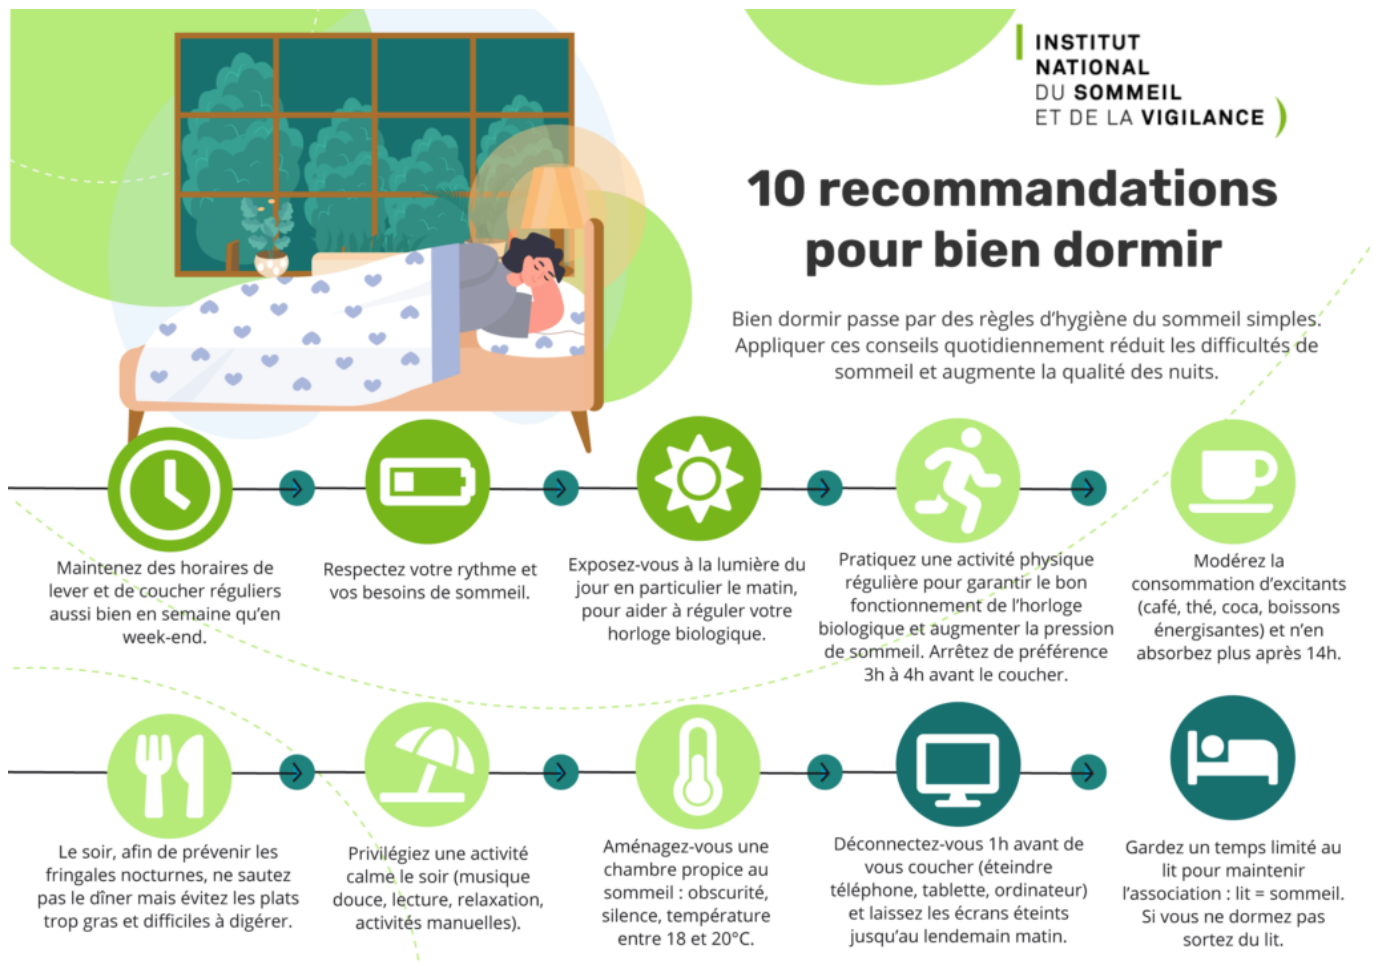 INSTITUT
NATIONAL
DU SOMMEIL
ET DE LA VIGILANCE
10 recommandations
pour bien dormir
Bien dormir passe par des règles d'hygiène du sommeil simples.
Appliquer ces conseils quotidiennement réduit les difficultés de
sommeil et augmente la qualité des nuits.
Maintenez des horaires de
lever et de coucher réguliers
aussi bien en semaine qu'en
week-end.
Respectez votre rythme et
vos besoins de sommeil.
Exposez-vous à la lumière du
jour en particulier le matin,
pour aider à réguler votre
horloge biologique.
Pratiquez une activité physique
régulière pour garantir le bon
fonctionnement de l'horloge
biologique et augmenter la pression
de sommeil. Arrêtez de préférence
3h à 4h avant le coucher.
Modérez la
consommation d'excitants
(café, thé, coca, boissons
énergisantes) et n'en
absorbez plus après 14h.
Le soir, afin de prévenir les
fringales nocturnes, ne sautez
pas le dîner mais évitez les plats
trop gras et difficiles à digérer.
Privilégiez une activité
calme le soir (musique
douce, lecture, relaxation,
activités manuelles).
Aménagez-vous une
chambre propice au
sommeil : obscurité,
silence, température
entre 18 et 20°C.
Déconnectez-vous 1h avant de
vous coucher (éteindre
téléphone, tablette, ordinateur)
et laissez les écrans éteints
jusqu'au lendemain matin.
Gardez un temps limité au
lit pour maintenir
l'association : lit = sommeil.
Si vous ne dormez pas
sortez du lit.